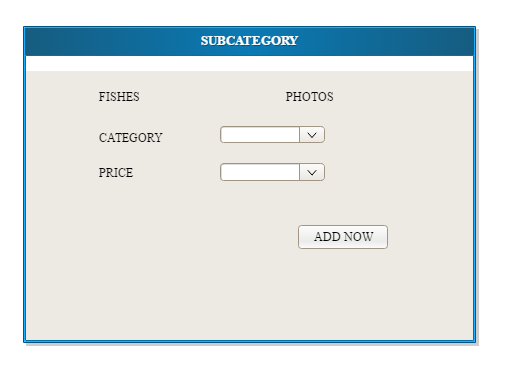 SUBCATEGORY
FISHES PHOTOS
CATEGORY
PRICE
ADD NOW